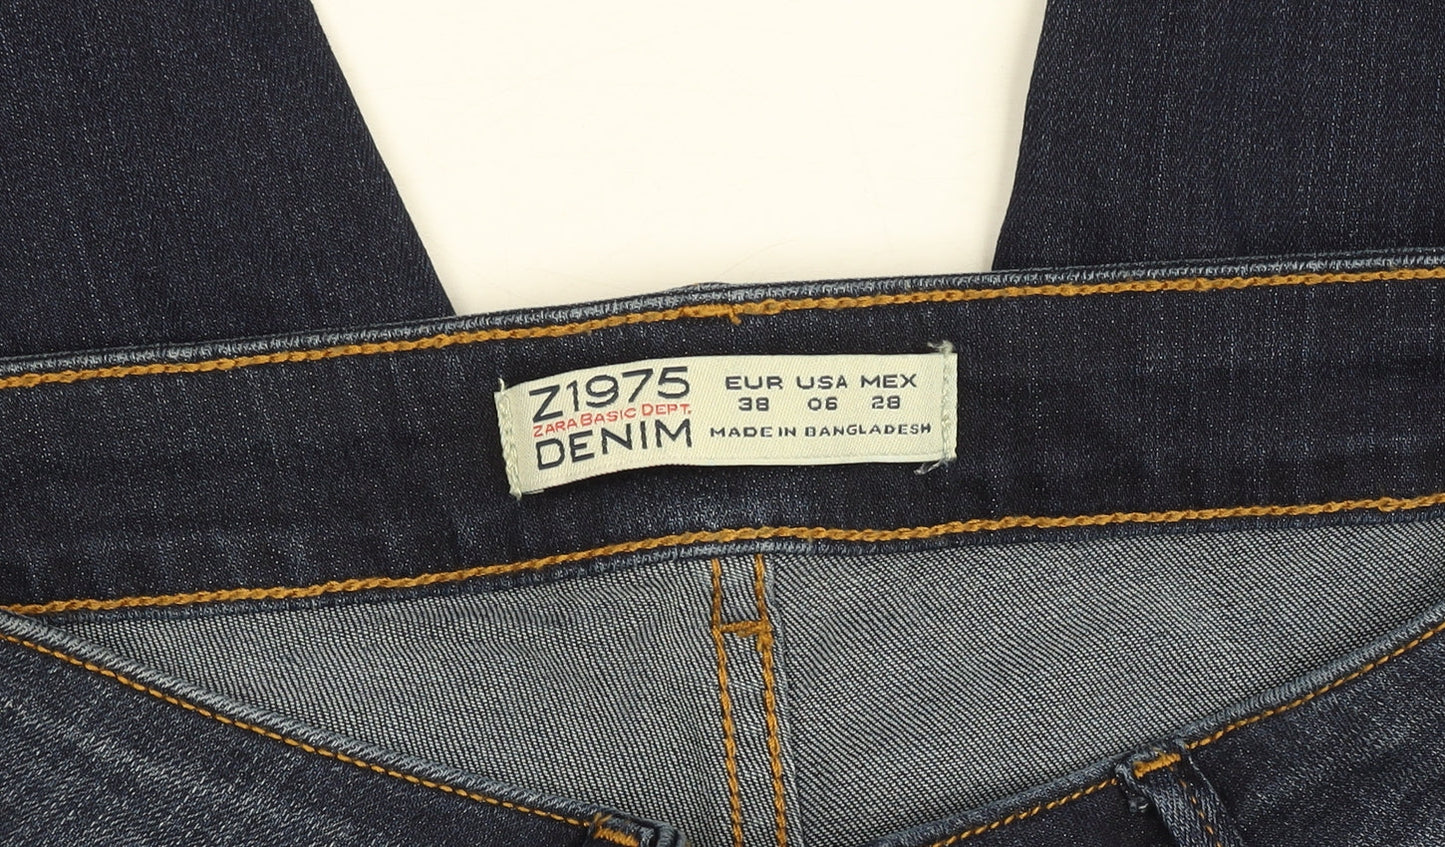 Z1975
ZARA BASIC DEPT.
DENIM
EUR USA MEX
38 06 28
MADE IN BANGLADESH